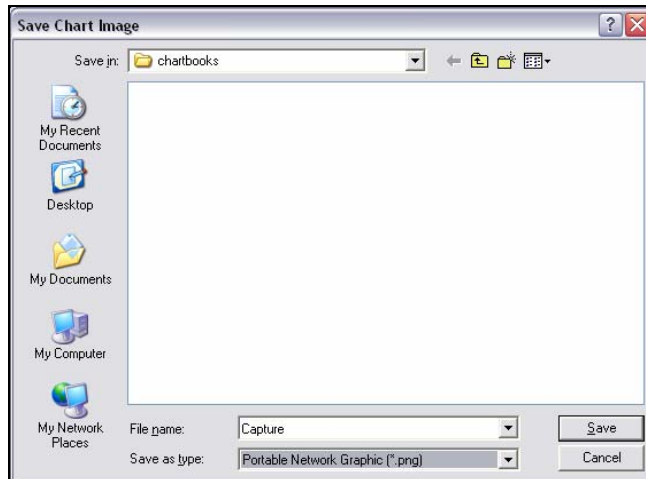 Save Chart Image
Save in: chartbooks
My Recent
Documents
Desktop
My Documents
My Computer
My Network
Places
File name: Capture Save
Save as type: Portable Network Graphic (*.png) Cancel